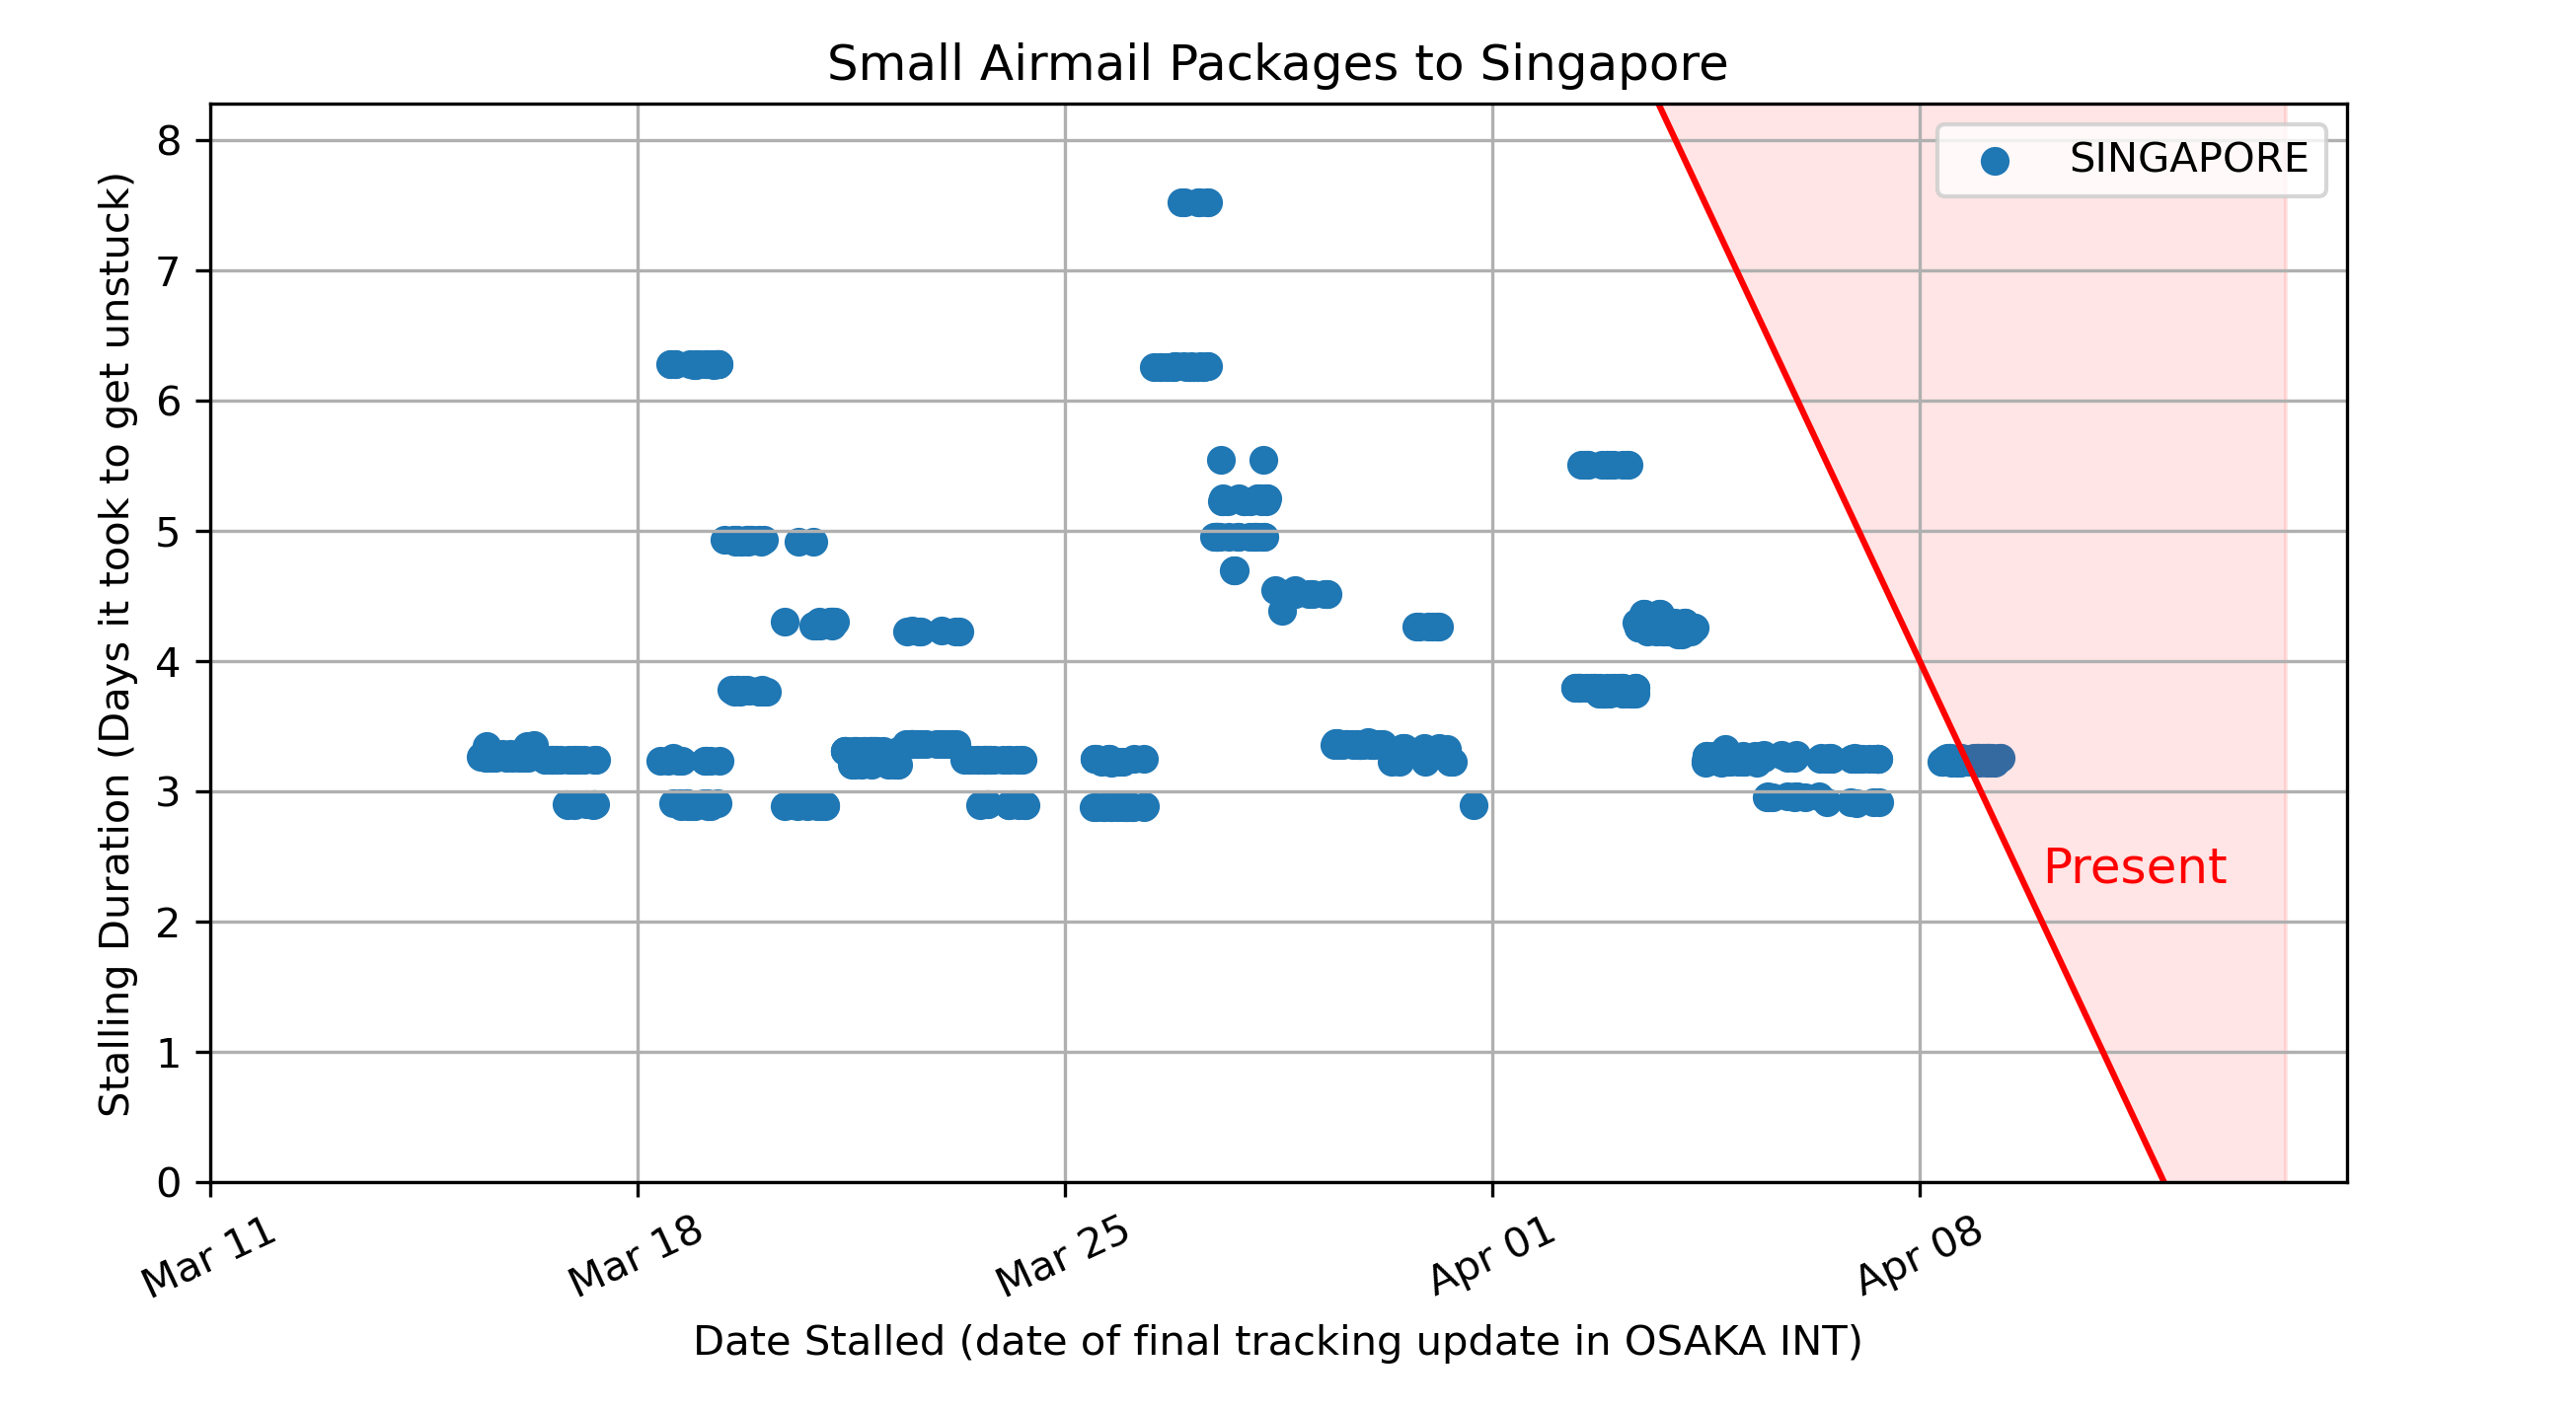 Small Airmail Packages to Singapore
SINGAPORE
Stalling Duration (Days it took to get unstuck)
8
7
6
5
4
3
2
1
0
Present
Mar 11
Mar 18
Mar 25
Apr 01
Apr 08
Date Stalled (date of final tracking update in OSAKA INT)